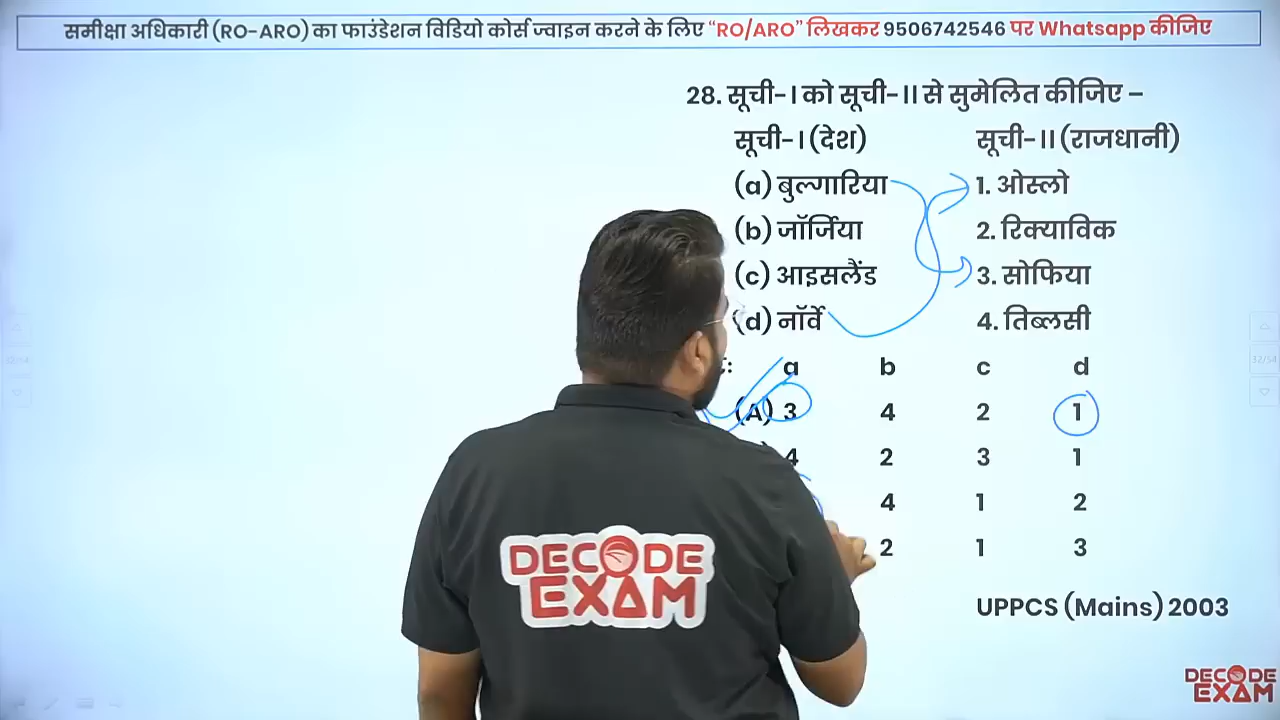 समीक्षा अधिकारी (RO-ARO) का फाउंडेशन विडियो कोर्स ज्वाइन करने के लिए “RO/ARO” लिखकर 9506742546 पर Whatsapp कीजिए
28. सूची-I को सूची-II से सुमेलित कीजिए –
सूची-I (देश) सूची-II (राजधानी)
(a) बुल्गारिया 1. ओस्लो
(b) जॉर्जिया 2. रिक्याविक
(c) आइसलैंड 3. सोफिया
(d) नॉर्वे 4. तिब्लसी
a b c d
(A) 3 4 2 1
4 2 3 1
4 1 2
2 1 3
UPPCS (Mains) 2003
DECODE
EXAM
DECODE
EXAM